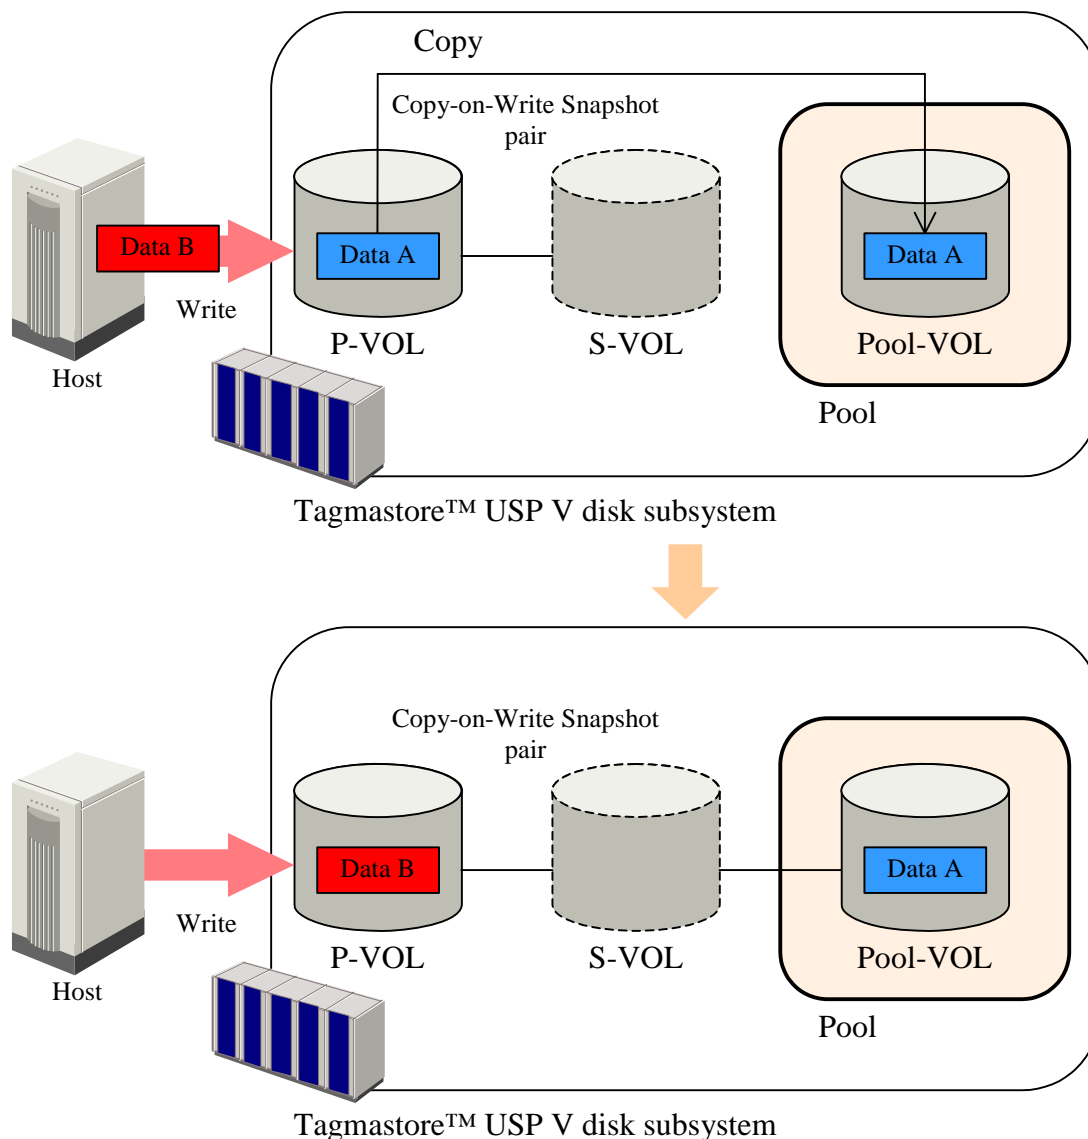 Copy
Copy-on-Write Snapshot
pair
Data B
Data A
Data A
Write
P-VOL
S-VOL
Pool-VOL
Host
Pool
Tagmastore™ USP V disk subsystem
Copy-on-Write Snapshot
pair
Data B
Data A
Write
P-VOL
S-VOL
Pool-VOL
Host
Pool
Tagmastore™ USP V disk subsystem